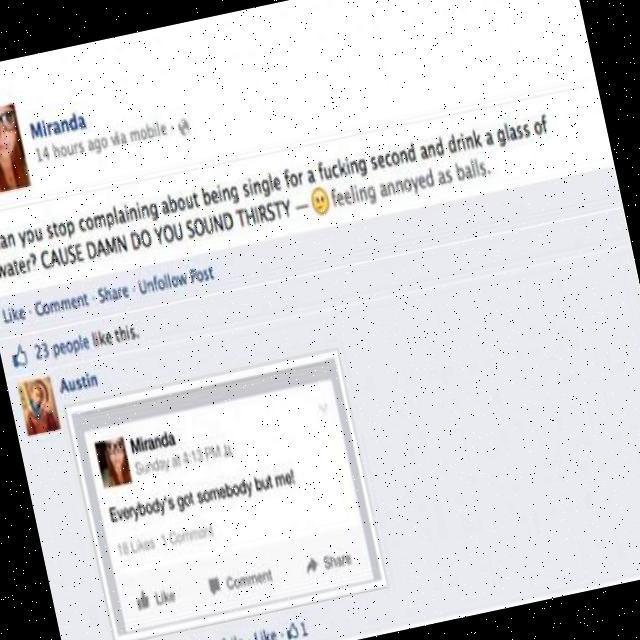 Miranda
14 hours ago via mobile ·
an you stop complaining about being single for a fucking second and drink a glass of
water? CAUSE DAMN DO YOU SOUND THIRSTY — feeling annoyed as balls.
Like · Comment · Share · Unfollow Post
23 people like this.
Austin
Miranda
Sunday at 4:13 PM
Everybody's got somebody but me!
Likes · Comment
Like Comment Share
Like · 1